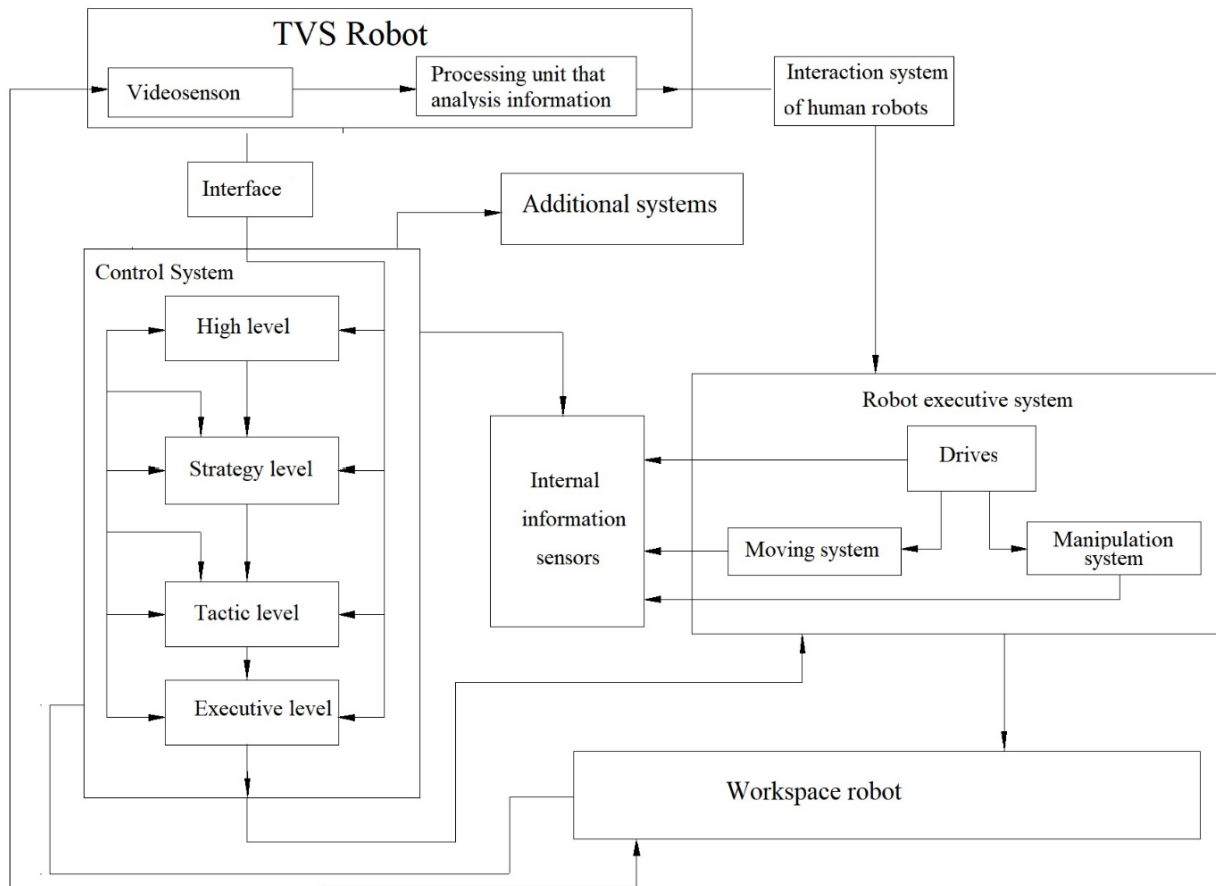 TVS Robot
Videosenson
Processing unit that
analysis information
Interaction system
of human robots
Interface
Additional systems
Control System
High level
Strategy level
Tactic level
Executive level
Internal
information
sensors
Robot executive system
Drives
Moving system
Manipulation
system
Workspace robot